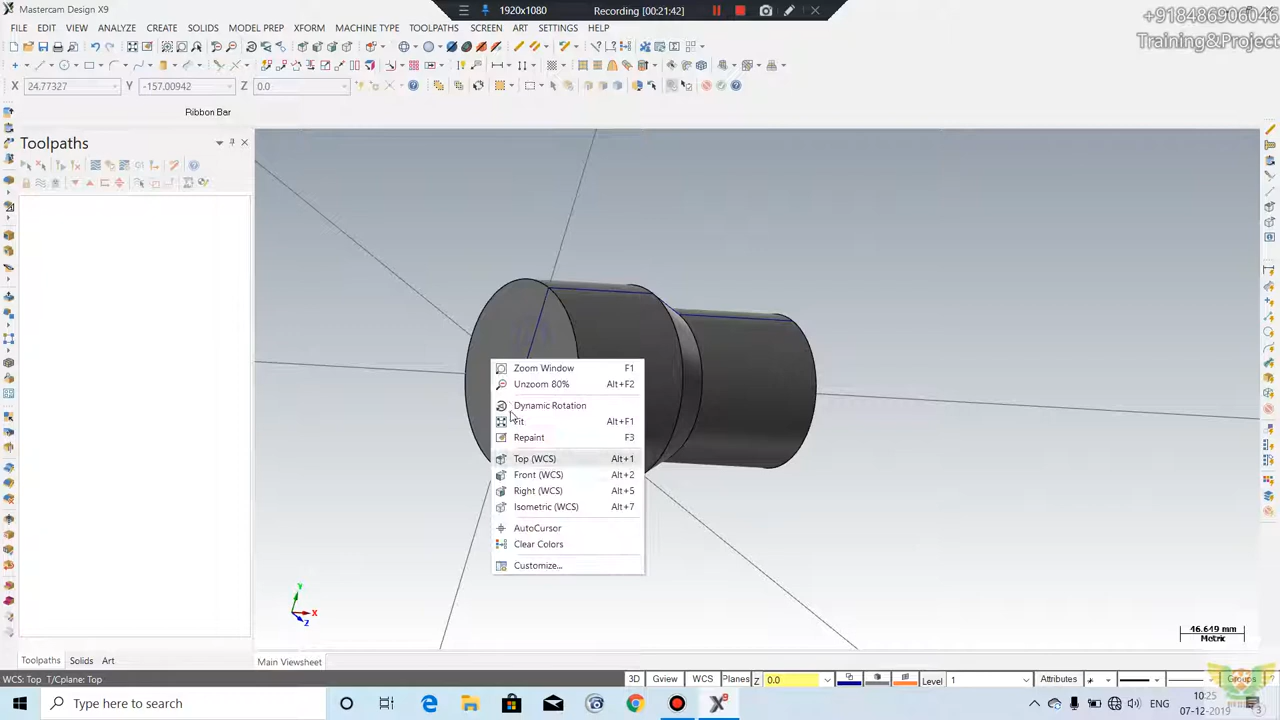 Mastercam Design X9
1920x1080
Recording [00:21:42]
+918486906046
Training&Project
FILE EDIT VIEW ANALYZE CREATE SOLIDS MODEL PREP XFORM MACHINE TYPE TOOLPATHS SCREEN ART SETTINGS HELP
X 24.77327 Y -157.00942 Z 0.0
Ribbon Bar
Toolpaths
Zoom Window F1
Unzoom 80% Alt+F2
Dynamic Rotation
Fit Alt+F1
Repaint F3
Top (WCS) Alt+1
Front (WCS) Alt+2
Right (WCS) Alt+5
Isometric (WCS) Alt+7
AutoCursor
Clear Colors
Customize...
Y
X
Z
46.649 mm
Metric
Toolpaths Solids Art
Main Viewsheet
WCS: Top T/Cplane: Top
3D Gview WCS Planes Z 0.0 Level 1 Attributes Groups ?
Type here to search
ENG
10:25
07-12-2019
3